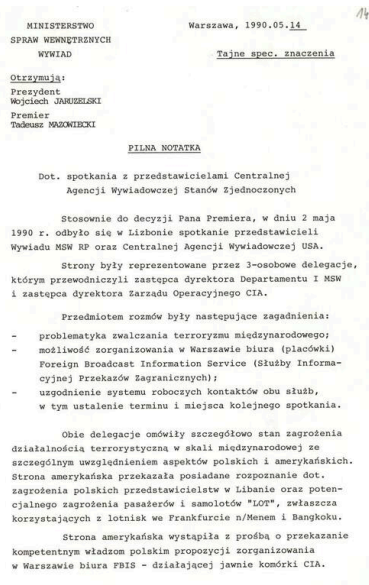 14
MINISTERSTWO
SPRAW WEWNĘTRZNYCH
WYWIAD
Warszawa, 1990.05.14
Tajne spec. znaczenia
Otrzymują:
Prezydent
Wojciech JARUZELSKI
Premier
Tadeusz MAZOWIECKI
PILNA NOTATKA
Dot. spotkania z przedstawicielami Centralnej
Agencji Wywiadowczej Stanów Zjednoczonych
Stosownie do decyzji Pana Premiera, w dniu 2 maja
1990 r. odbyło się w Lizbonie spotkanie przedstawicieli
Wywiadu MSW RP oraz Centralnej Agencji Wywiadowczej USA.
Strony były reprezentowane przez 3-osobowe delegacje,
którym przewodniczyli zastępca dyrektora Departamentu I MSW
i zastępca dyrektora Zarządu Operacyjnego CIA.
Przedmiotem rozmów były następujące zagadnienia:
- problematyka zwalczania terroryzmu międzynarodowego;
- możliwość zorganizowania w Warszawie biura (placówki)
Foreign Broadcast Information Service (Służby Informa-
cyjnej Przekazów Zagranicznych);
- uzgodnienie systemu roboczych kontaktów obu służb,
w tym ustalenie terminu i miejsca kolejnego spotkania.
Obie delegacje omówiły szczegółowo stan zagrożenia
działalnością terrorystyczną w skali międzynarodowej ze
szczególnym uwzględnieniem aspektów polskich i amerykańskich.
Strona amerykańska przekazała posiadane rozpoznanie dot.
zagrożenia polskich przedstawicielstw w Libanie oraz poten-
cjalnego zagrożenia pasażerów i samolotów "LOT", zwłaszcza
korzystających z lotnisk we Frankfurcie n/Menem i Bangkoku.
Strona amerykańska wystąpiła z prośbą o przekazanie
kompetentnym władzom polskim propozycji zorganizowania
w Warszawie biura FBIS - działającej jawnie komórki CIA.